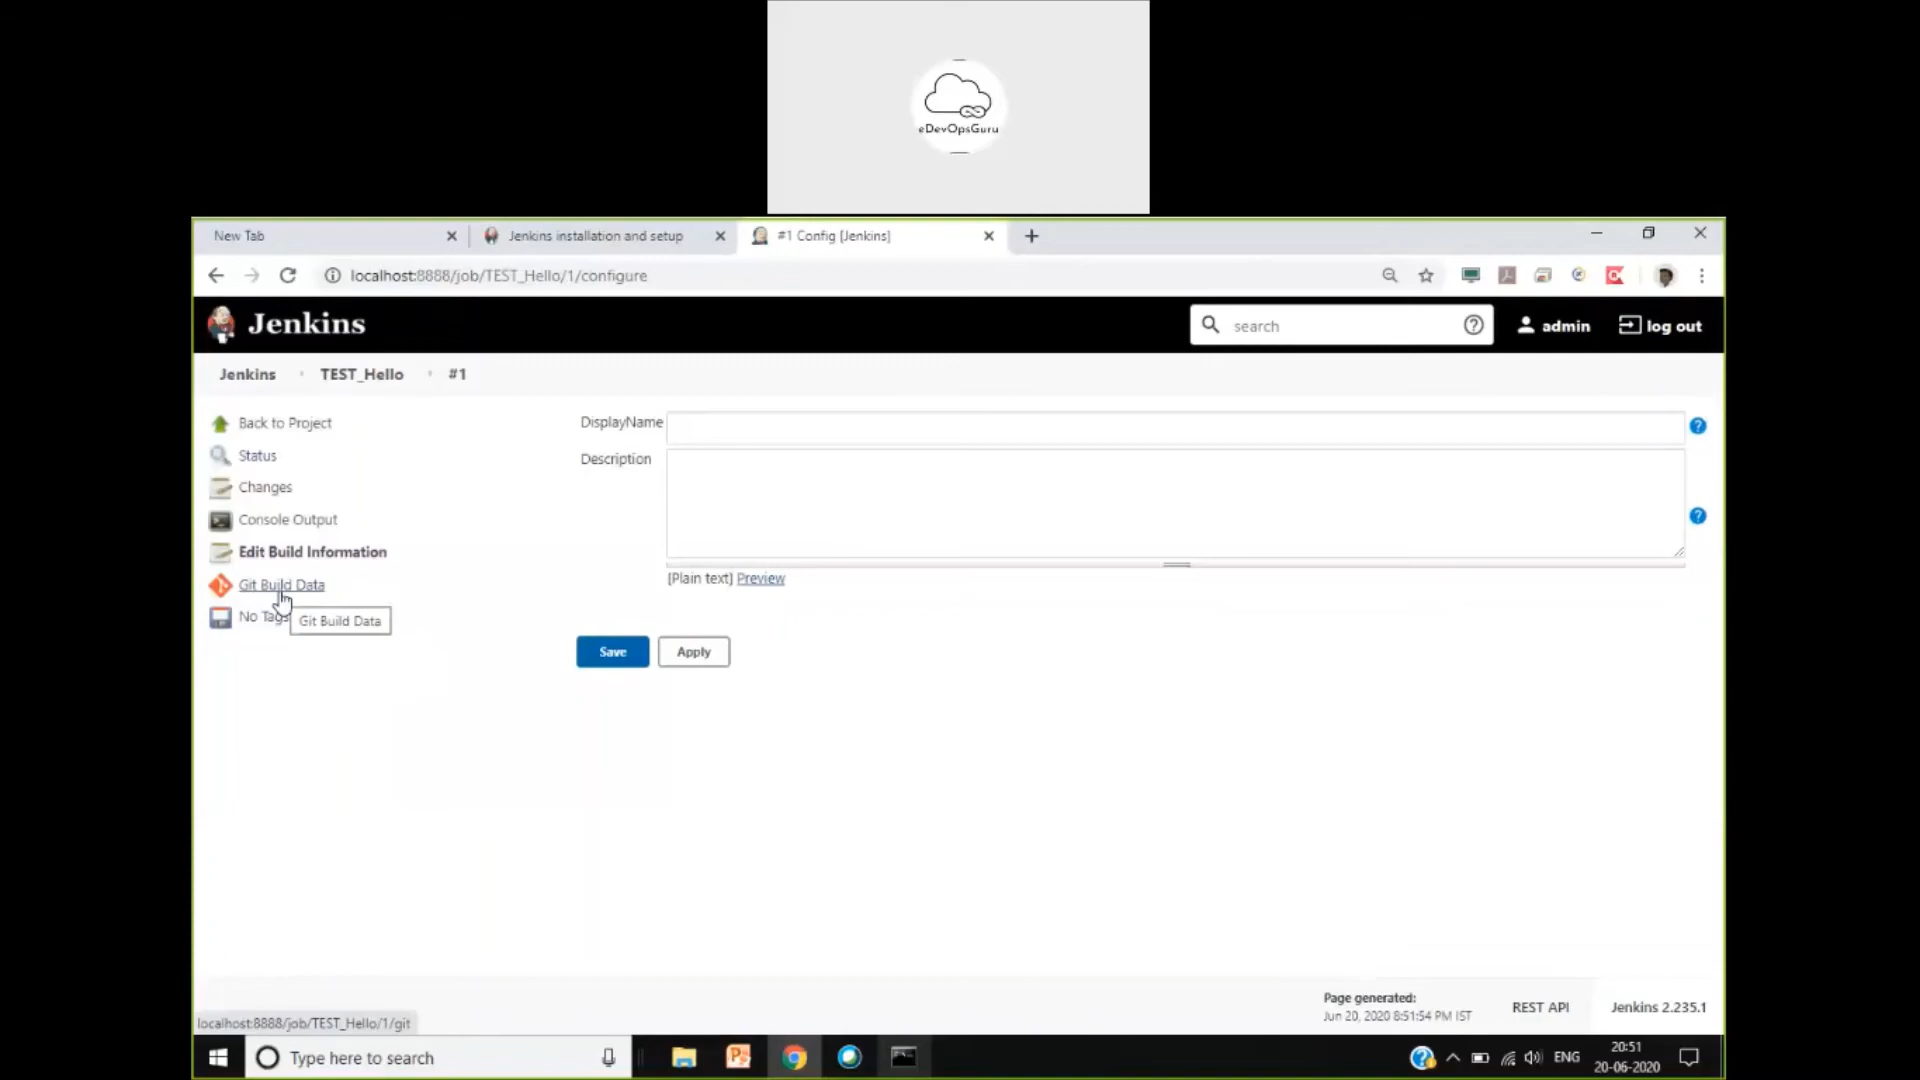 eDevOpsGuru
New Tab
Jenkins installation and setup
#1 Config [Jenkins]
localhost:8888/job/TEST_Hello/1/configure
Jenkins
search
admin
log out
Jenkins
TEST_Hello
#1
Back to Project
Status
Changes
Console Output
Edit Build Information
Git Build Data
No Tags
Git Build Data
DisplayName
Description
[Plain text] Preview
Save
Apply
Page generated:
Jun 20, 2020 8:51:54 PM IST
REST API
Jenkins 2.235.1
localhost:8888/job/TEST_Hello/1/git
Type here to search
ENG
20:51
20-06-2020